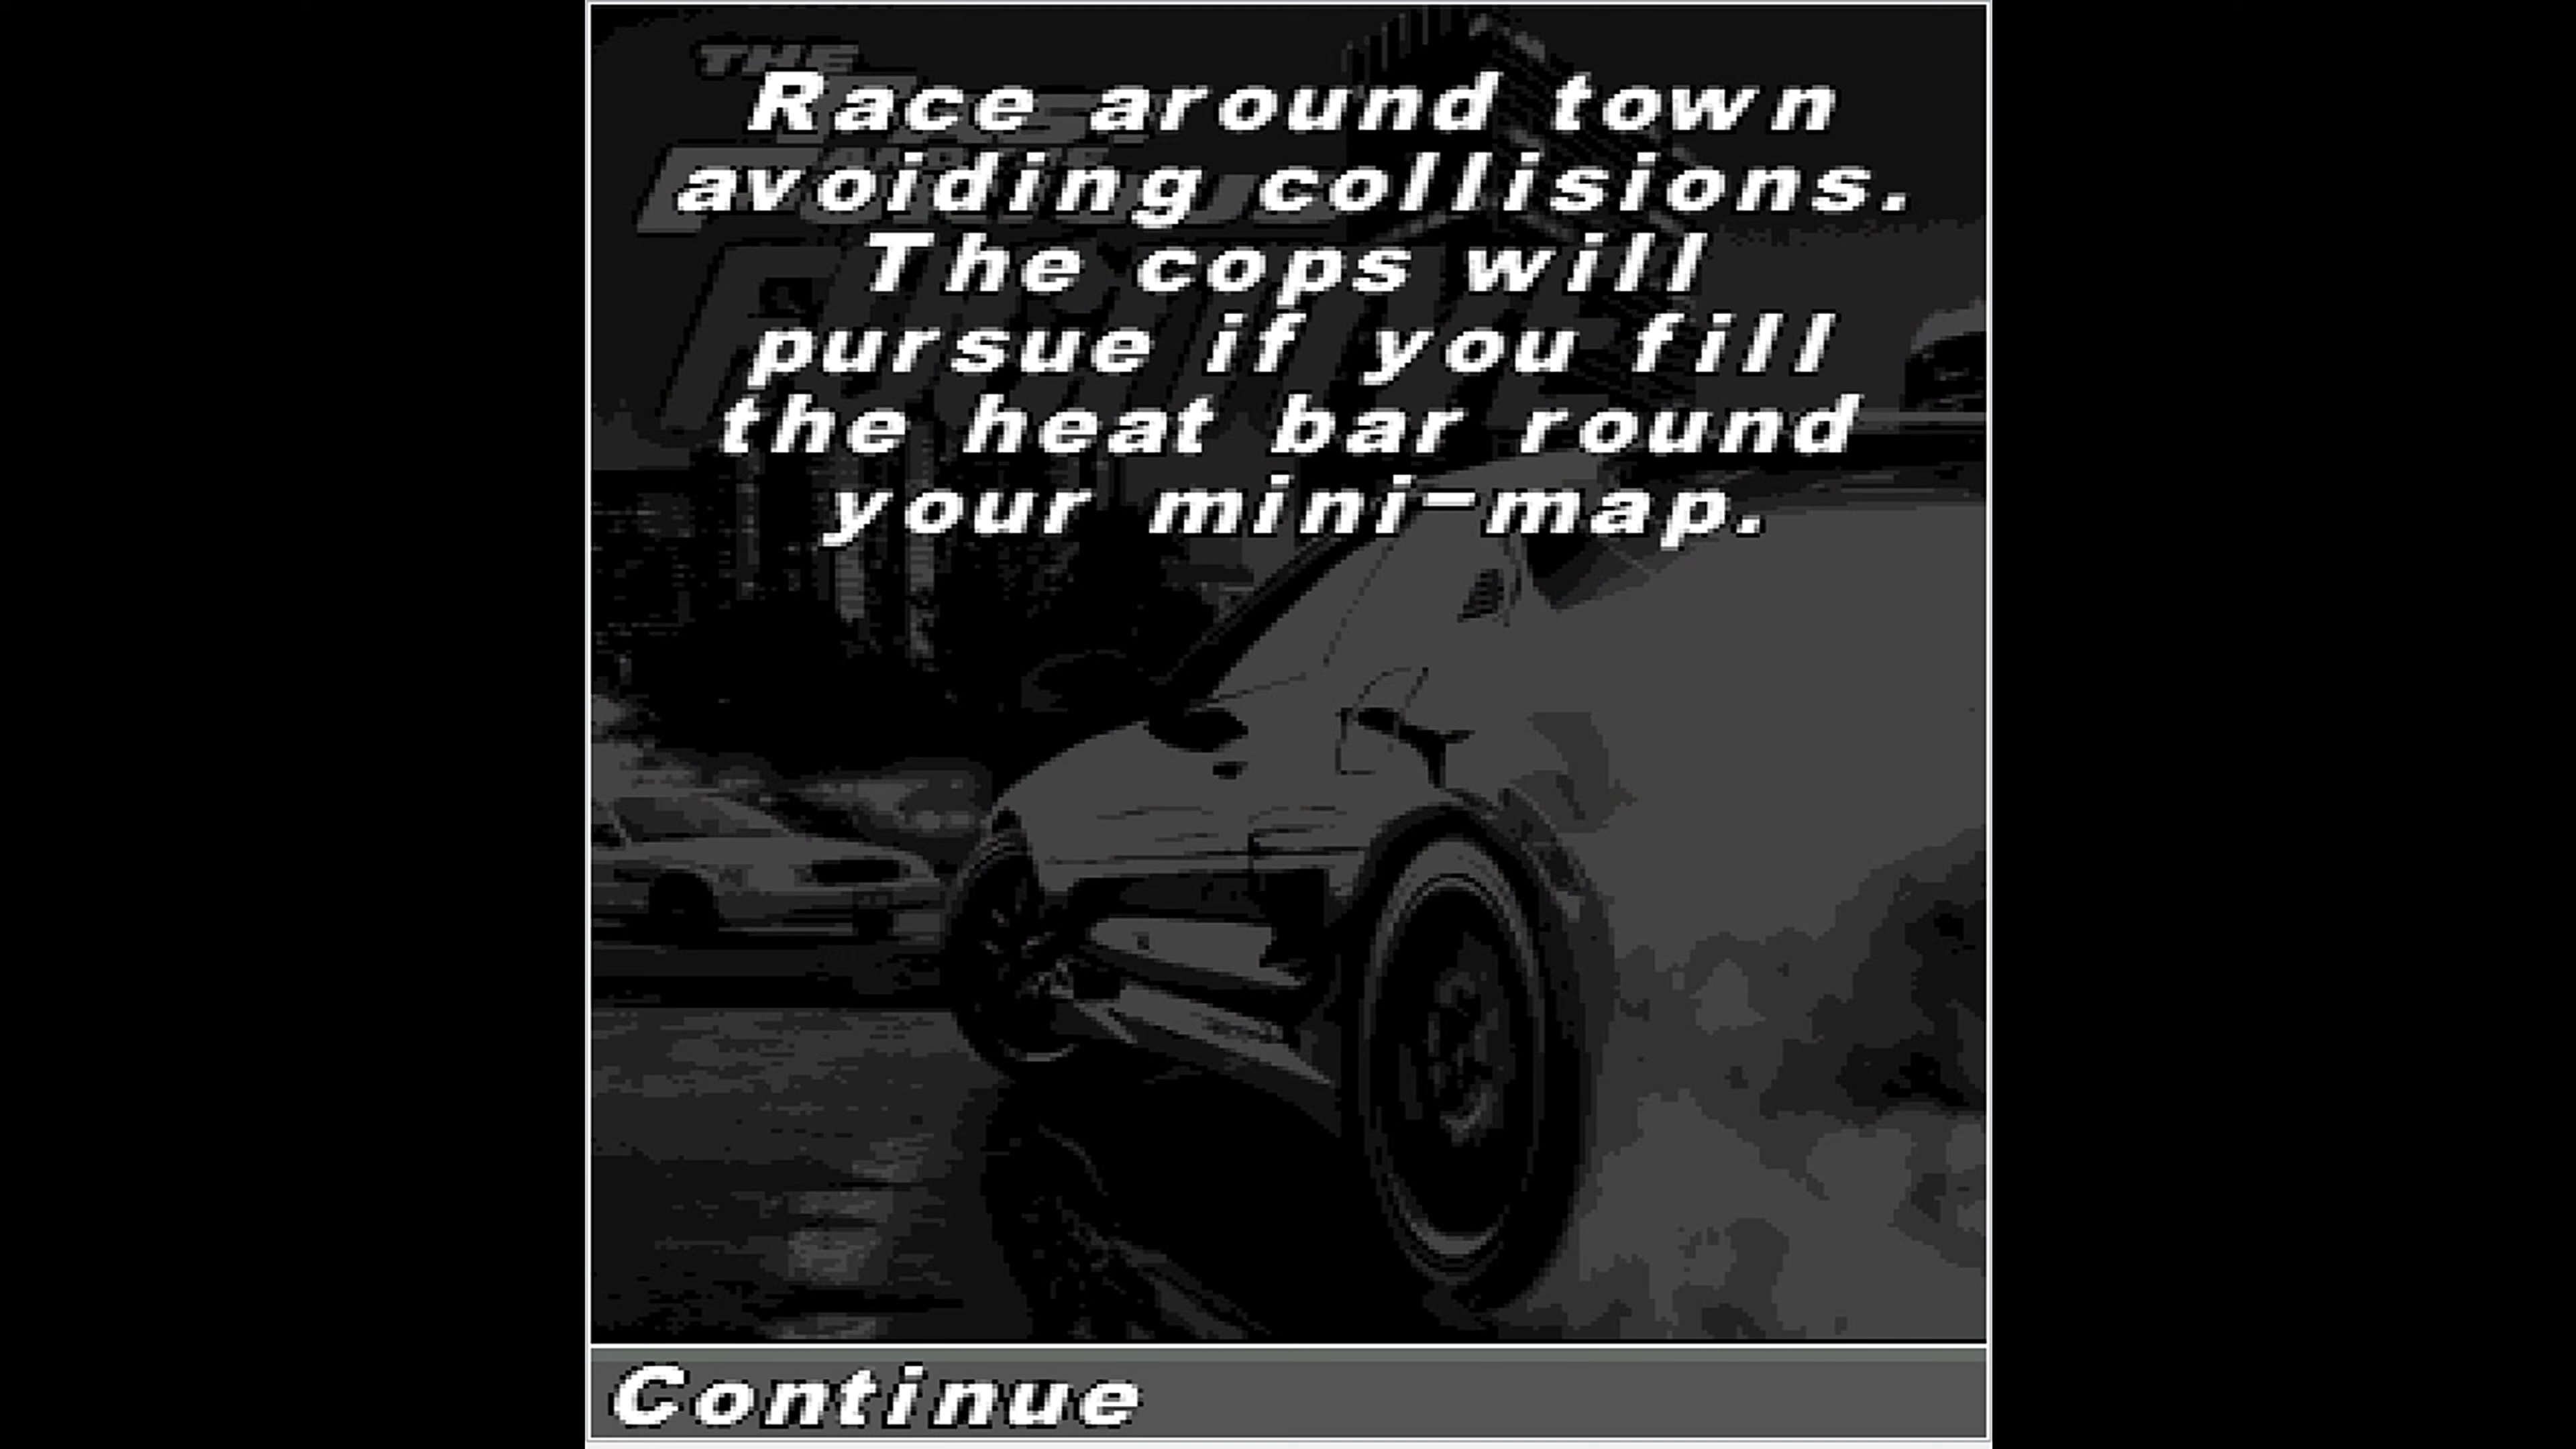 THE
Race around town
avoiding collisions.
The cops will
pursue if you fill
the heat bar round
your mini-map.
Continue